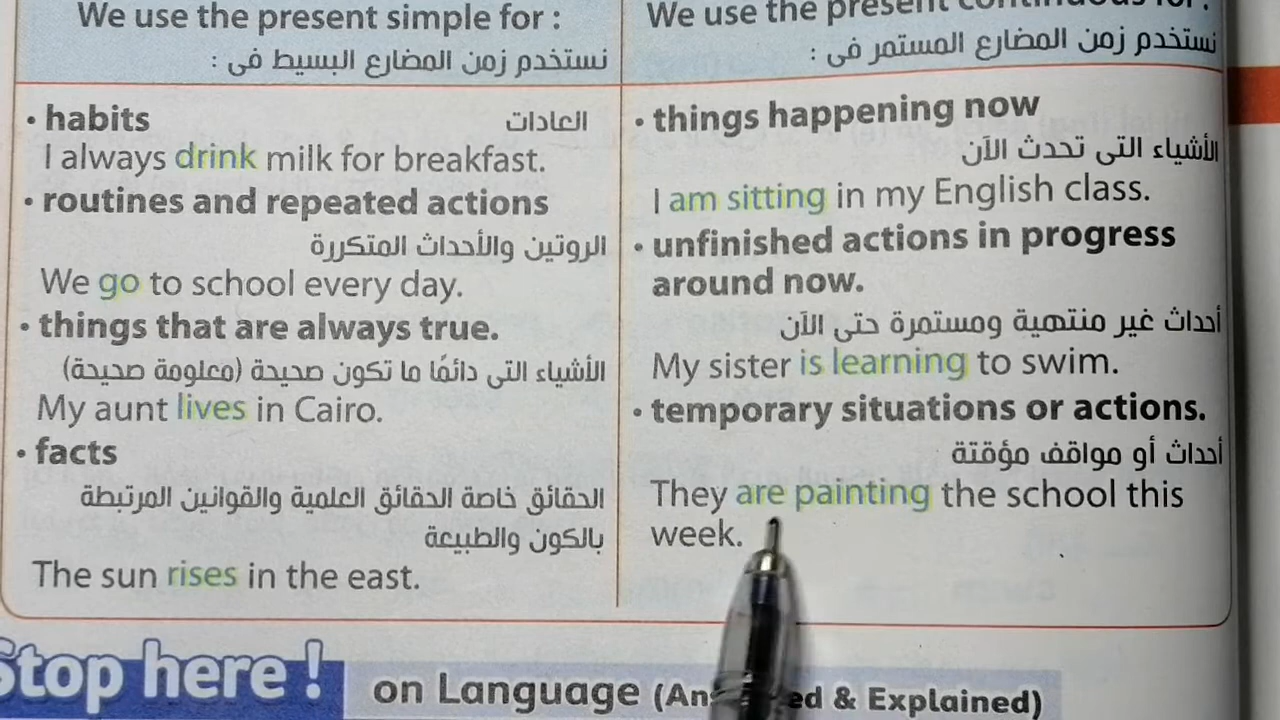 We use the present simple for :
نستخدم زمن المضارع البسيط فى :
• habits العادات
I always drink milk for breakfast.
• routines and repeated actions
الروتين والأحداث المتكررة
We go to school every day.
• things that are always true.
الأشياء التى دائمًا ما تكون صحيحة (معلومة صحيحة)
My aunt lives in Cairo.
• facts
الحقائق خاصة الحقائق العلمية والقوانين المرتبطة
بالكون والطبيعة
The sun rises in the east.
We use the present continuous for :
نستخدم زمن المضارع المستمر فى :
• things happening now
الأشياء التى تحدث الآن
I am sitting in my English class.
• unfinished actions in progress
around now.
أحداث غير منتهية ومستمرة حتى الآن
My sister is learning to swim.
• temporary situations or actions.
أحداث أو مواقف مؤقتة
They are painting the school this
week.
Stop here !
on Language & Explained)